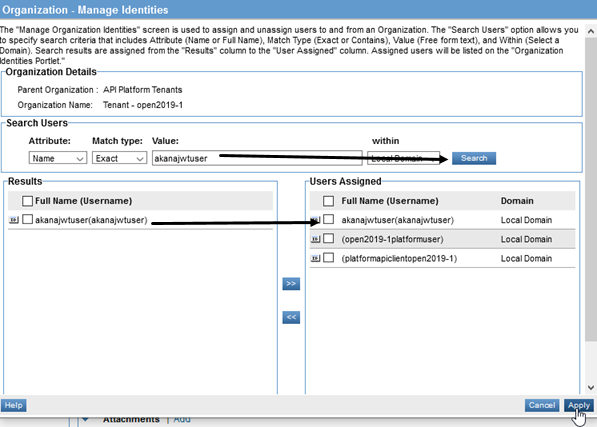 Organization - Manage Identities
The "Manage Organization Identities" screen is used to assign and unassign users to and from an Organization. The "Search Users" option allows you
to specify search criteria that includes Attribute (Name or Full Name), Match Type (Exact or Contains), Value (Free form text), and Within (Select a
Domain). Search results are assigned from the "Results" column to the "User Assigned" column. Assigned users will be listed on the "Organization
Identities Portlet."
Organization Details
Parent Organization : API Platform Tenants
Organization Name: Tenant - open2019-1
Search Users
Attribute: Match type: Value: within
Name Exact akanajwtuser Local Domain Search
Results
Full Name (Username)
akanajwtuser(akanajwtuser)
>>
<<
Users Assigned
Full Name (Username) Domain
akanajwtuser(akanajwtuser) Local Domain
(open2019-1platformuser) Local Domain
(platformapiclientopen2019-1) Local Domain
Help Cancel Apply
Attachments | Add